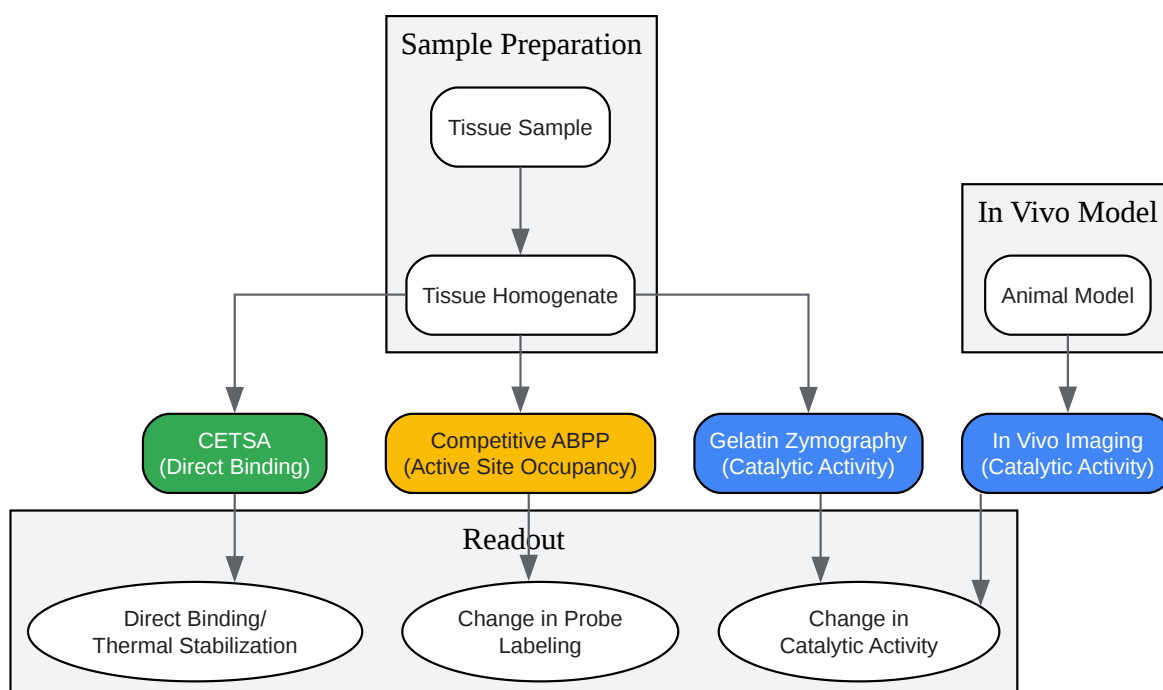 Sample Preparation
Tissue Sample
In Vivo Model
Tissue Homogenate
Animal Model
CETSA
(Direct Binding)
Competitive ABPP
(Active Site Occupancy)
Gelatin Zymography
(Catalytic Activity)
In Vivo Imaging
(Catalytic Activity)
Readout
Direct Binding/
Thermal Stabilization
Change in Probe
Labeling
Change in
Catalytic Activity